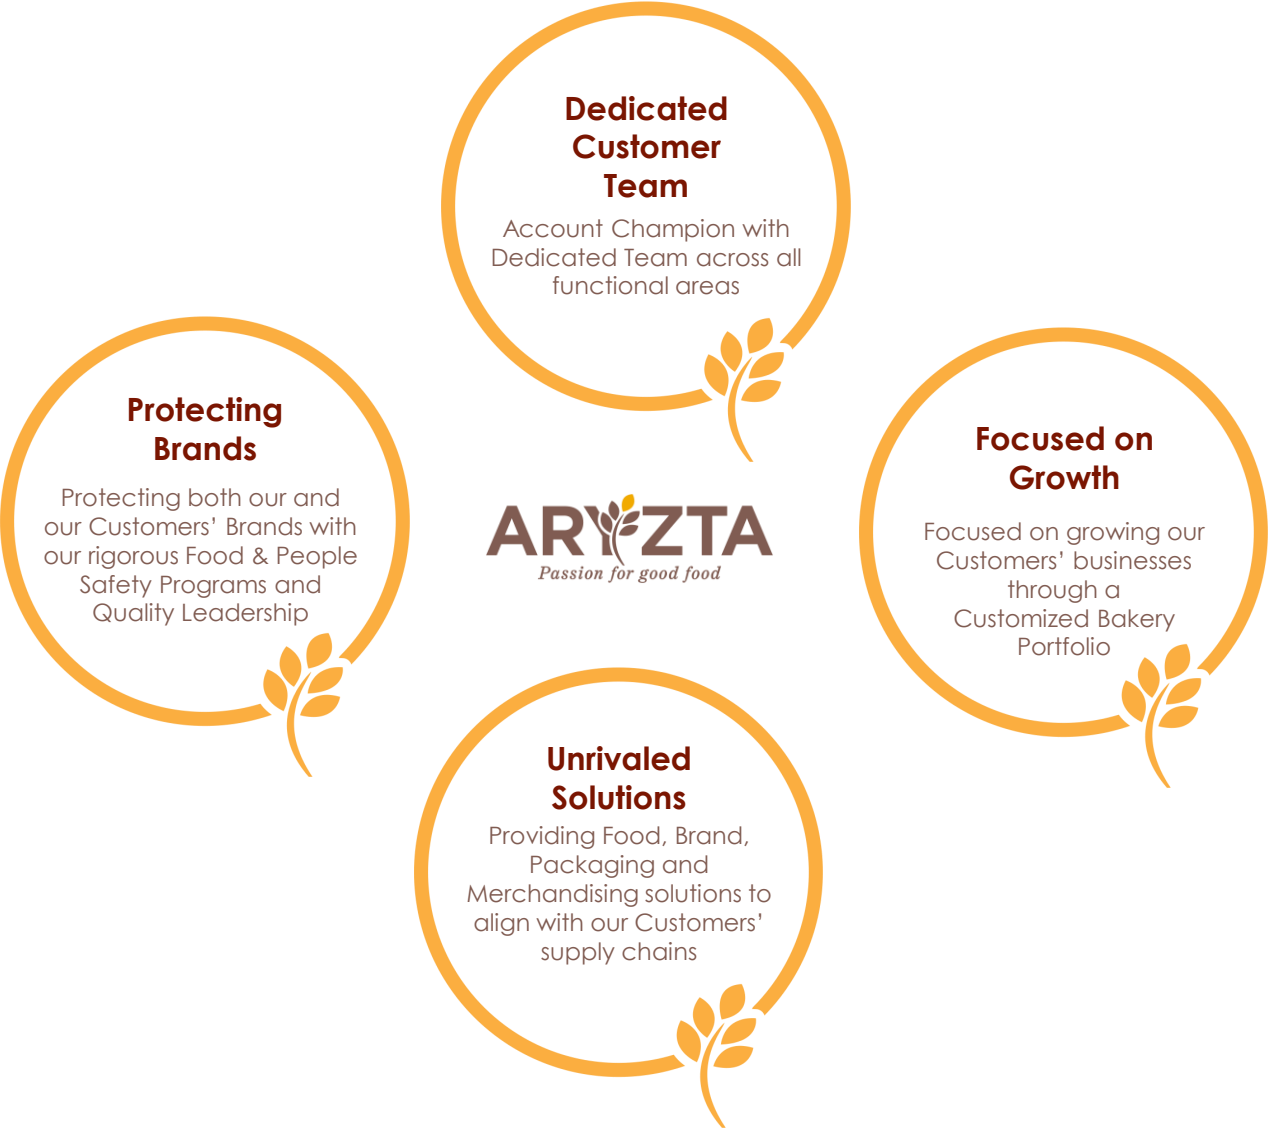 Dedicated
Customer
Team
Account Champion with
Dedicated Team across all
functional areas
Protecting
Brands
Protecting both our and
our Customers’ Brands with
our rigorous Food & People
Safety Programs and
Quality Leadership
ARYZTA
Passion for good food
Focused on
Growth
Focused on growing our
Customers’ businesses
through a
Customized Bakery
Portfolio
Unrivaled
Solutions
Providing Food, Brand,
Packaging and
Merchandising solutions to
align with our Customers’
supply chains